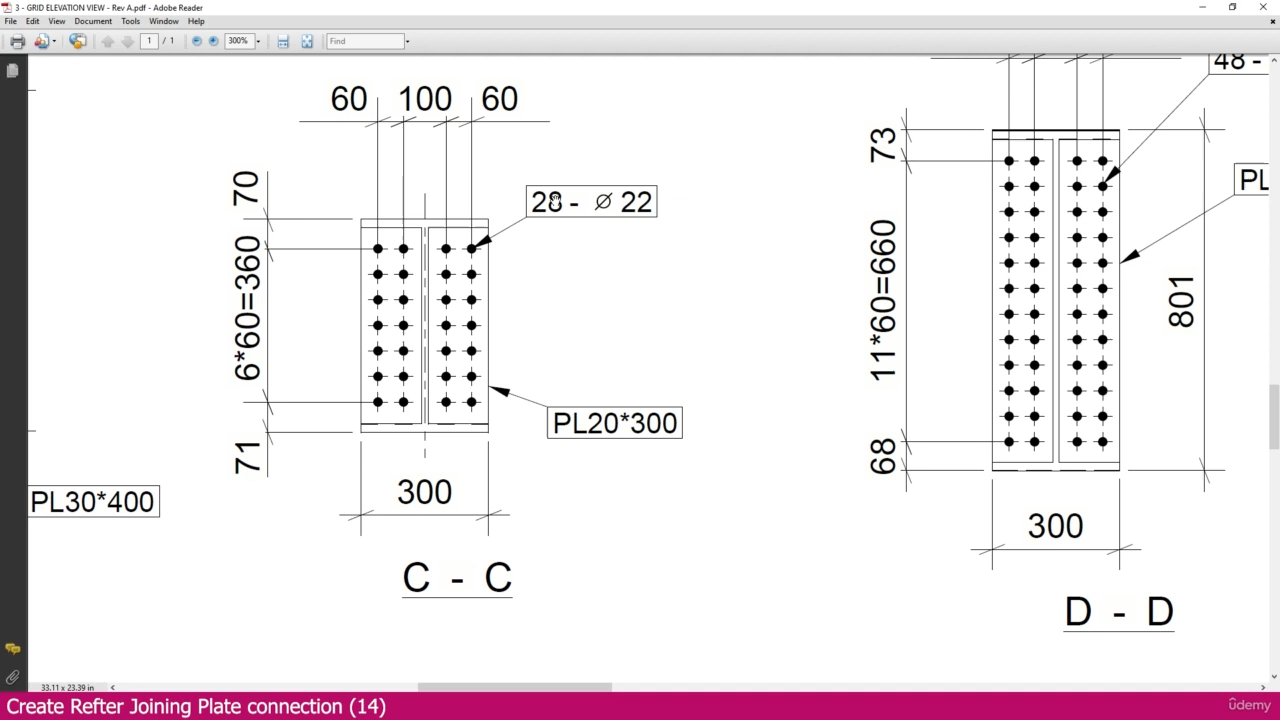 3 - GRID ELEVATION VIEW - Rev A.pdf - Adobe Reader
File Edit View Document Tools Window Help
1 / 1 300% Find
60 100 60
70
6*60=360
71
28 - ⌀ 22
PL20*300
300
C - C
PL30*400
48 -
73
11*60=660
68
PL
801
300
D - D
33.11 x 23.39 in
Create Refter Joining Plate connection (14)
ûdemy